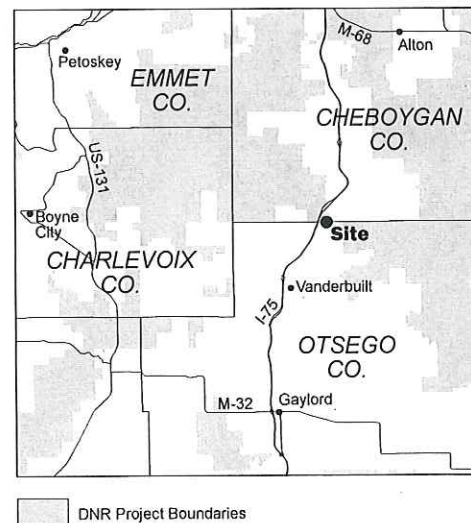 M-68
Alton
Petoskey
EMMET
CO.
CHEBOYGAN
CO.
US-131
Boyne
City
Site
CHARLEVOIX
CO.
Vanderbuilt
I-75
OTSEGO
CO.
M-32
Gaylord
DNR Project Boundaries